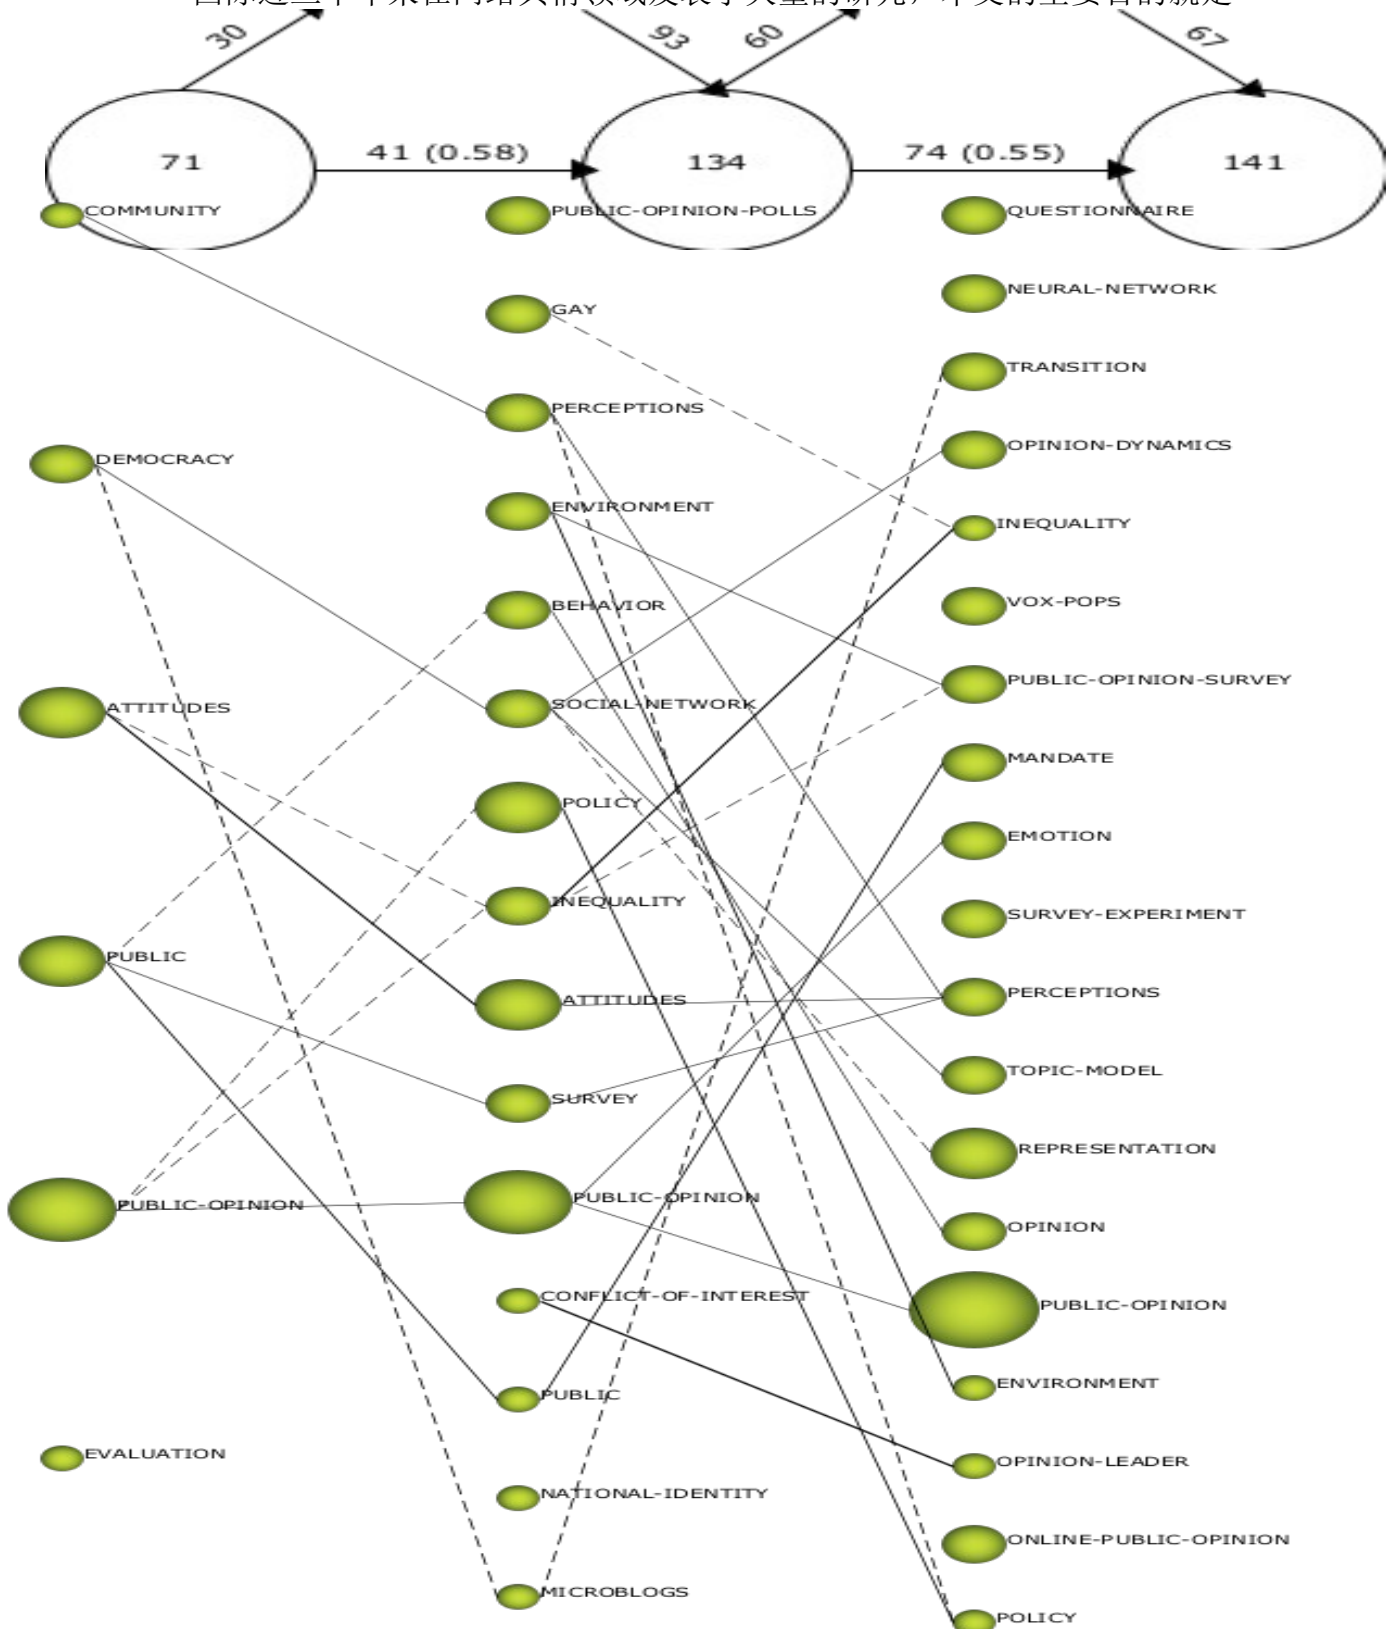 30
93
60
67
71
41 (0.58)
134
74 (0.55)
141
COMMUNITY
DEMOCRACY
ATTITUDES
PUBLIC
PUBLIC-OPINION
EVALUATION
PUBLIC-OPINION-POLLS
GAY
PERCEPTIONS
ENVIRONMENT
BEHAVIOR
SOCIAL-NETWORK
POLICY
INEQUALITY
ATTITUDES
SURVEY
PUBLIC-OPINION
CONFLICT-OF-INTEREST
PUBLIC
NATIONAL-IDENTITY
MICROBLOGS
QUESTIONNAIRE
NEURAL-NETWORK
TRANSITION
OPINION-DYNAMICS
INEQUALITY
VOX-POPS
PUBLIC-OPINION-SURVEY
MANDATE
EMOTION
SURVEY-EXPERIMENT
PERCEPTIONS
TOPIC-MODEL
REPRESENTATION
OPINION
PUBLIC-OPINION
ENVIRONMENT
OPINION-LEADER
ONLINE-PUBLIC-OPINION
POLICY